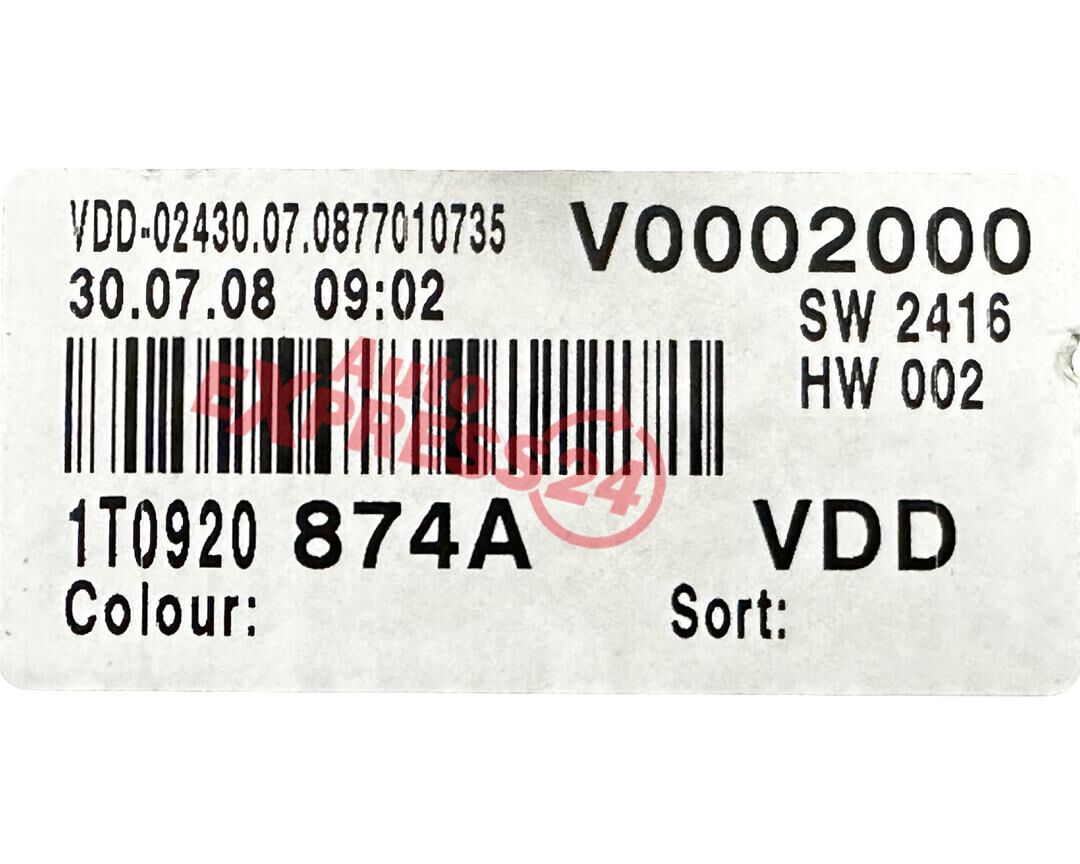 VDD-02430.07.0877010735 V0002000
30.07.08 09:02
SW 2416
HW 002
Auto
EXPRESS24
1T0920 874A VDD
Colour: Sort: